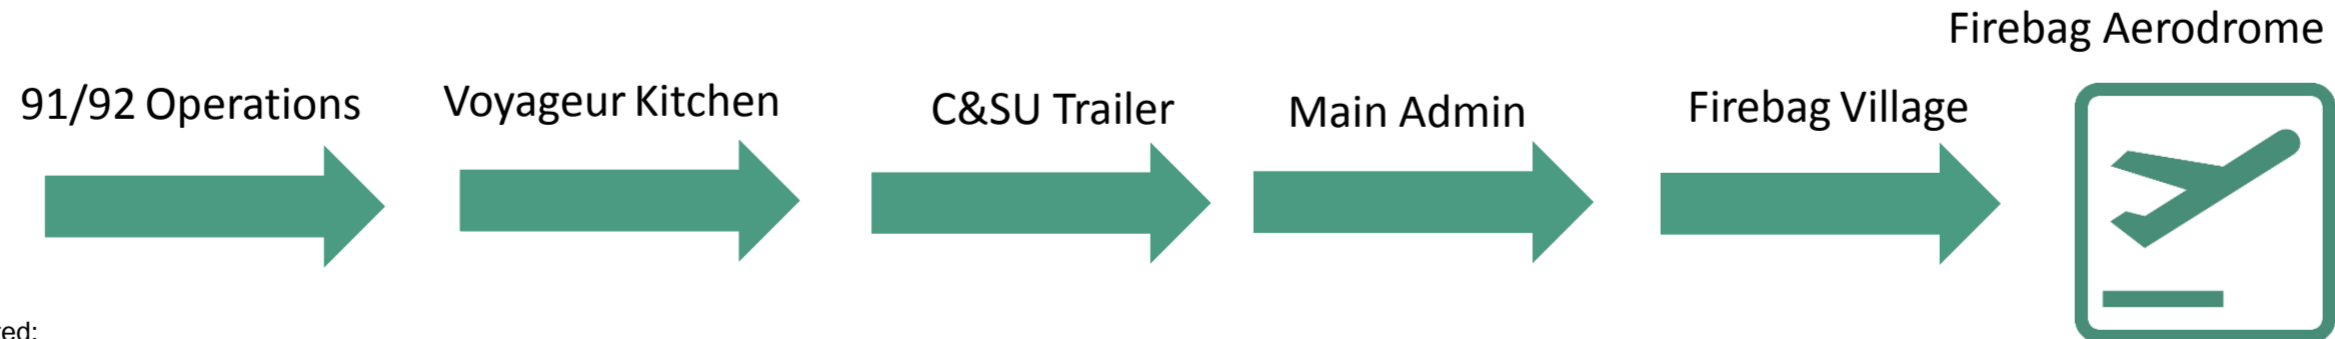 Firebag Aerodrome
91/92 Operations
Voyageur Kitchen
C&SU Trailer
Main Admin
Firebag Village